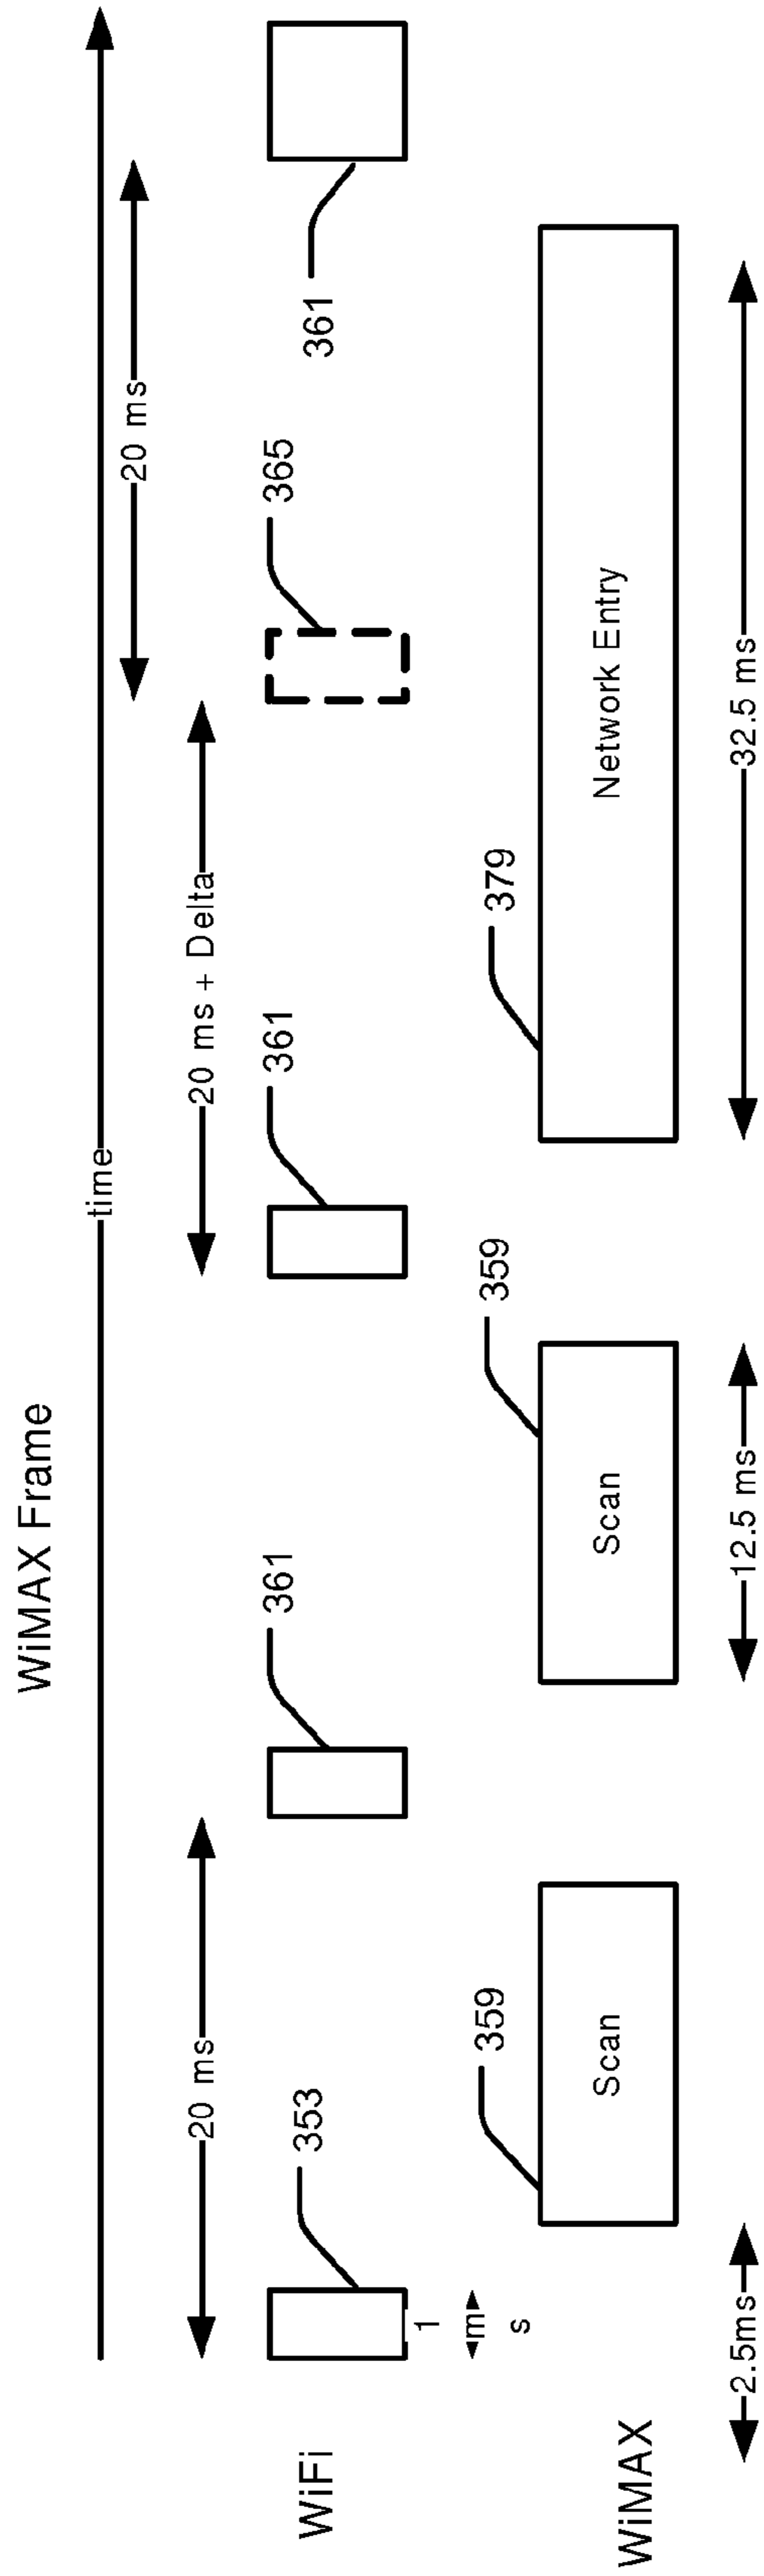 WiMAX Frame
time
20 ms
20 ms + Delta
20 ms
WiFi
353
361
361
365
361
1
m
s
WiMAX
359
359
379
Scan
Scan
Network Entry
2.5ms
12.5 ms
32.5 ms